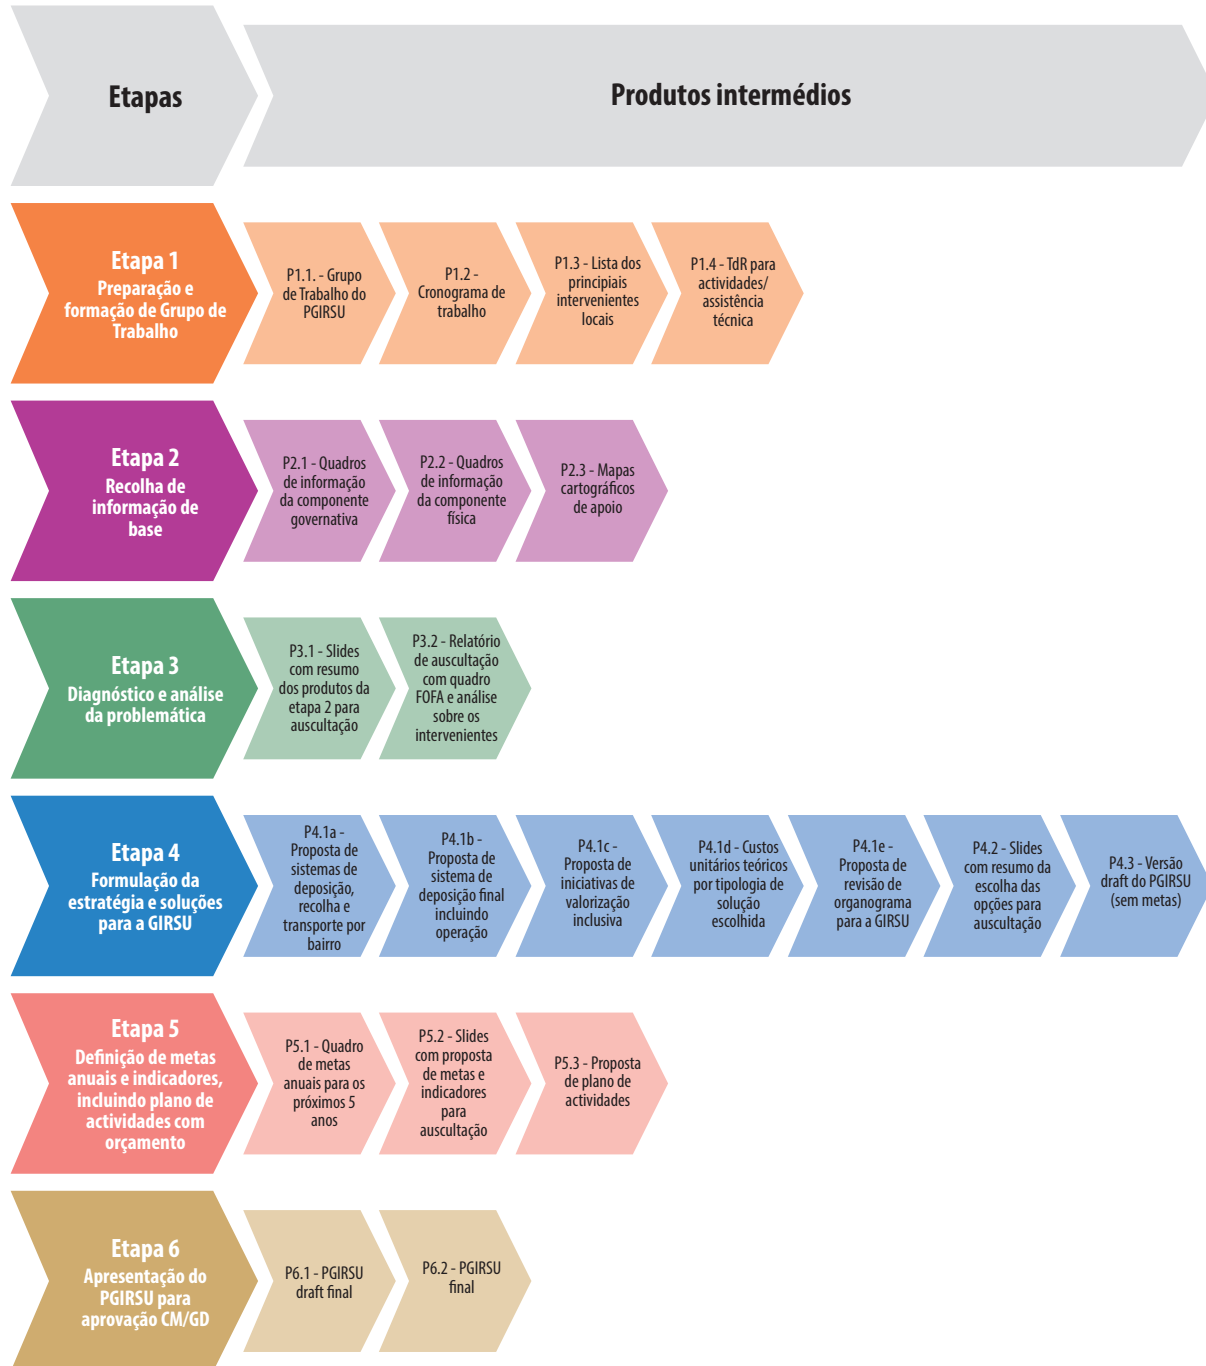 Etapas
Produtos intermédios
Etapa 1
Preparação e
formação de Grupo de
Trabalho
P1.1. - Grupo
de Trabalho do
PGIRSU
P1.2 -
Cronograma de
trabalho
P1.3 - Lista dos
principais
intervenientes
locais
P1.4 - TdR para
actividades/
assistência
técnica
Etapa 2
Recolha de
informação de
base
P2.1 - Quadros
de informação
da componente
governativa
P2.2 - Quadros
de informação
da componente
física
P2.3 - Mapas
cartográficos
de apoio
Etapa 3
Diagnóstico e análise
da problemática
P3.1 - Slides
com resumo
dos produtos da
etapa 2 para
auscultação
P3.2 - Relatório
de auscultação
com quadro
FOFA e análise
sobre os
intervenientes
Etapa 4
Formulação da
estratégia e soluções
para a GIRSU
P4.1a -
Proposta de
sistemas de
deposição,
recolha e
transporte por
bairro
P4.1b -
Proposta de
sistema de
deposição final
incluindo
operação
P4.1c -
Proposta de
iniciativas de
valorização
inclusiva
P4.1d - Custos
unitários teóricos
por tipologia de
solução
escolhida
P4.1e -
Proposta de
revisão de
organograma
para a GIRSU
P4.2 - Slides
com resumo da
escolha das
opções para
auscultação
P4.3 - Versão
draft do PGIRSU
(sem metas)
Etapa 5
Definição de metas
anuais e indicadores,
incluindo plano de
actividades com
orçamento
P5.1 - Quadro
de metas
anuais para os
próximos 5
anos
P5.2 - Slides
com proposta
de metas e
indicadores
para
auscultação
P5.3 - Proposta
de plano de
actividades
Etapa 6
Apresentação do
PGIRSU para
aprovação CM/GD
P6.1 - PGIRSU
draft final
P6.2 - PGIRSU
final